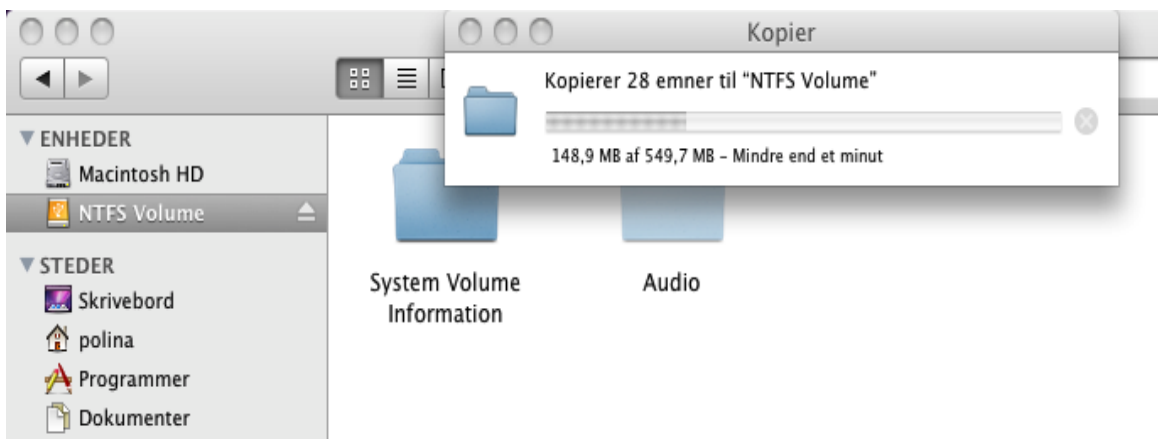 Kopier
Kopierer 28 emner til “NTFS Volume”
148,9 MB af 549,7 MB – Mindre end et minut
ENHEDER
Macintosh HD
NTFS Volume
STEDER
Skrivebord
polina
Programmer
Dokumenter
System Volume
Information
Audio